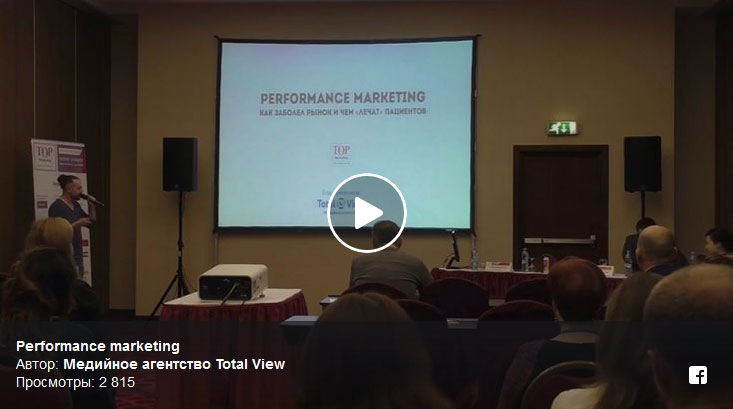 PERFORMANCE MARKETING
КАК ЗАБОЛЕЛ РЫНОК И ЧЕМ «ЛЕЧАТ» ПАЦИЕНТОВ
TOP
TOP
Performance marketing
Автор: Медийное агентство Total View
Просмотры: 2 815